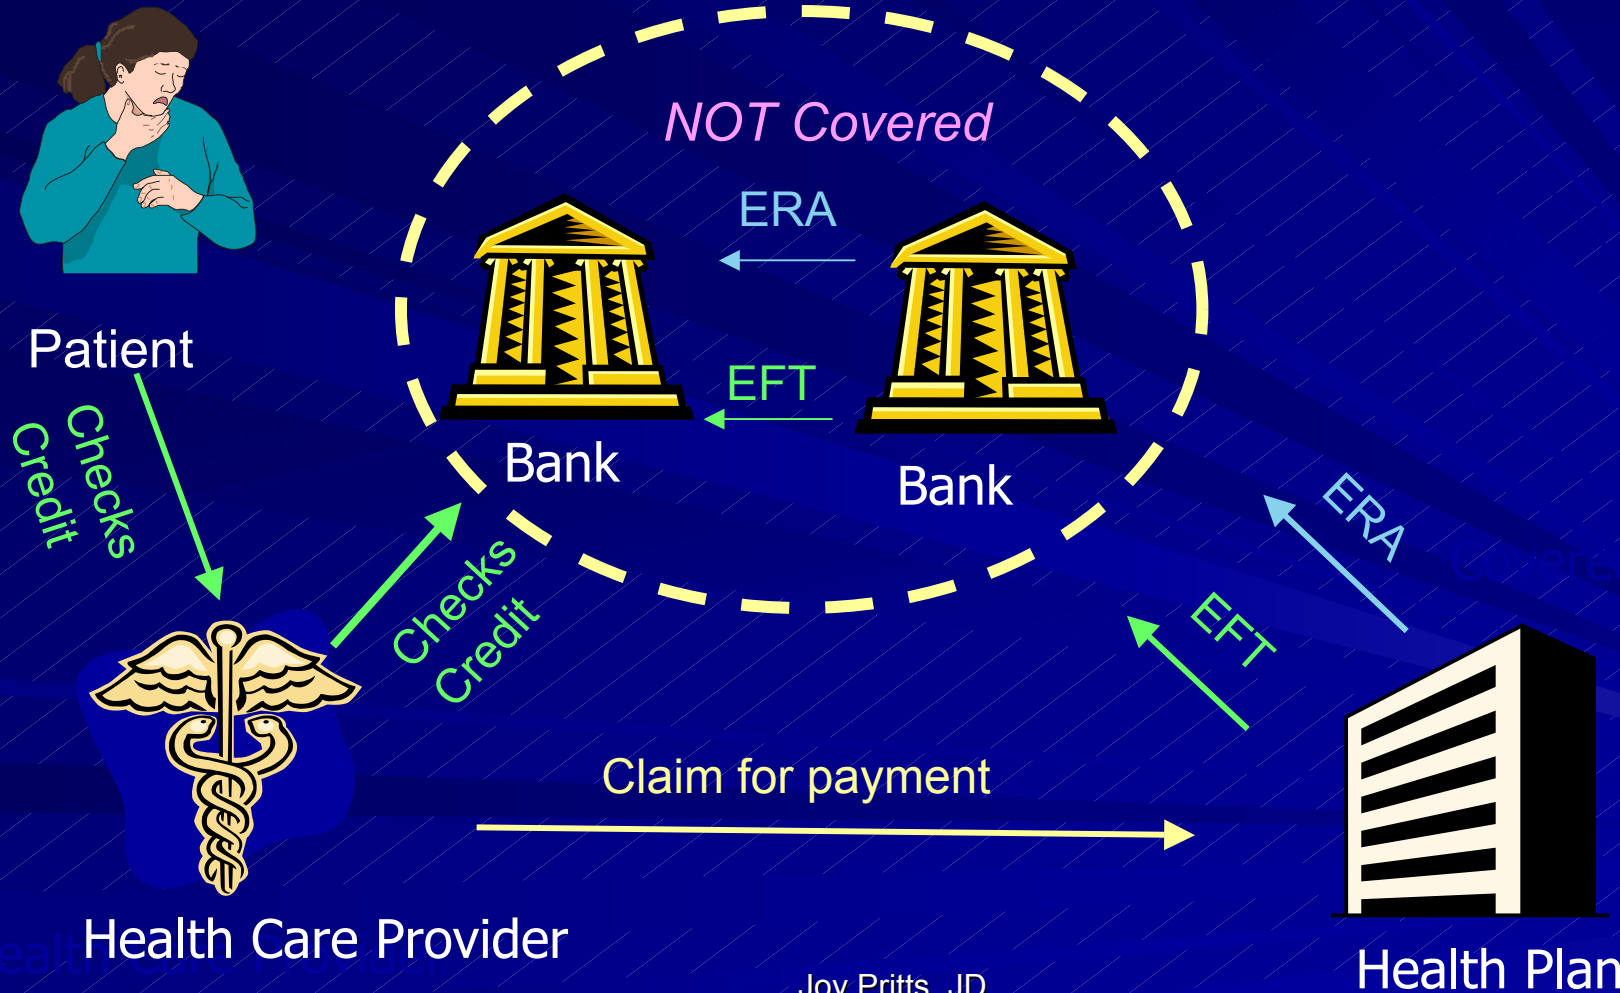 NOT Covered
ERA
Patient
EFT
Checks
Credit
Bank
Bank
ERA
Checks
Credit
EFT
Claim for payment
Health Care Provider
Health Plan
Joy Pritts, JD